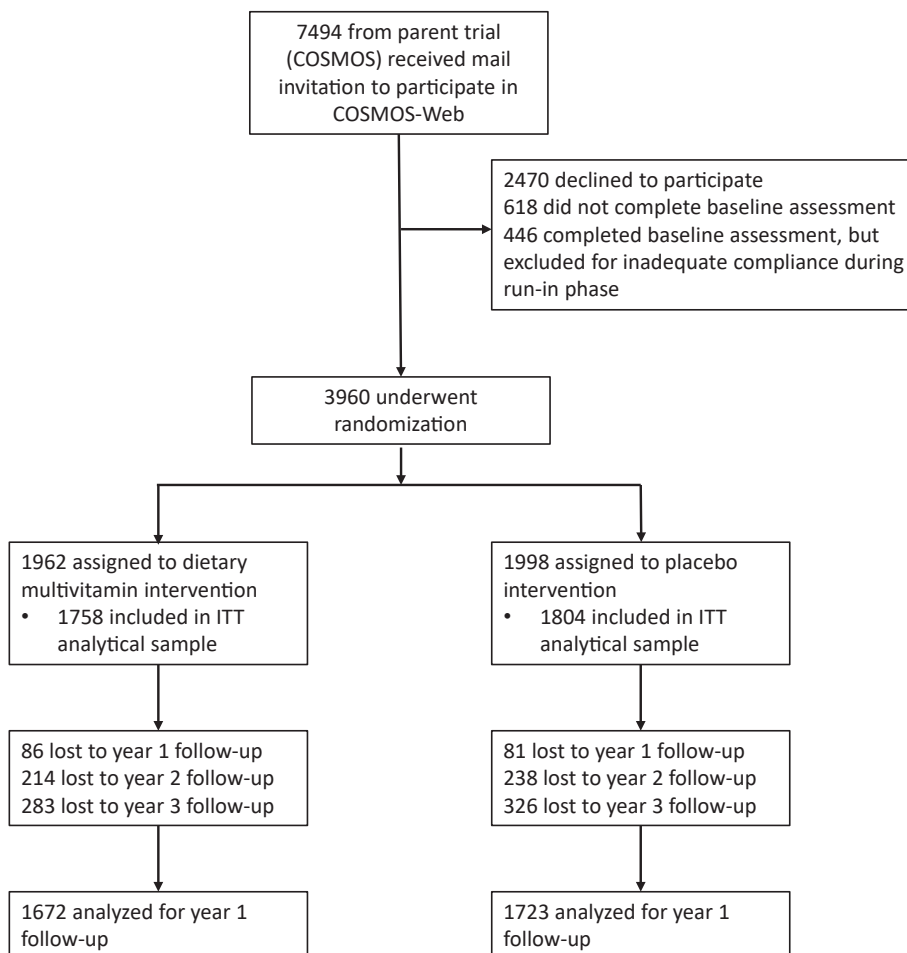 7494 from parent trial
(COSMOS) received mail
invitation to participate in
COSMOS-Web
2470 declined to participate
618 did not complete baseline assessment
446 completed baseline assessment, but
excluded for inadequate compliance during
run-in phase
3960 underwent
randomization
1962 assigned to dietary
multivitamin intervention
• 1758 included in ITT
analytical sample
1998 assigned to placebo
intervention
• 1804 included in ITT
analytical sample
86 lost to year 1 follow-up
214 lost to year 2 follow-up
283 lost to year 3 follow-up
81 lost to year 1 follow-up
238 lost to year 2 follow-up
326 lost to year 3 follow-up
1672 analyzed for year 1
follow-up
1723 analyzed for year 1
follow-up